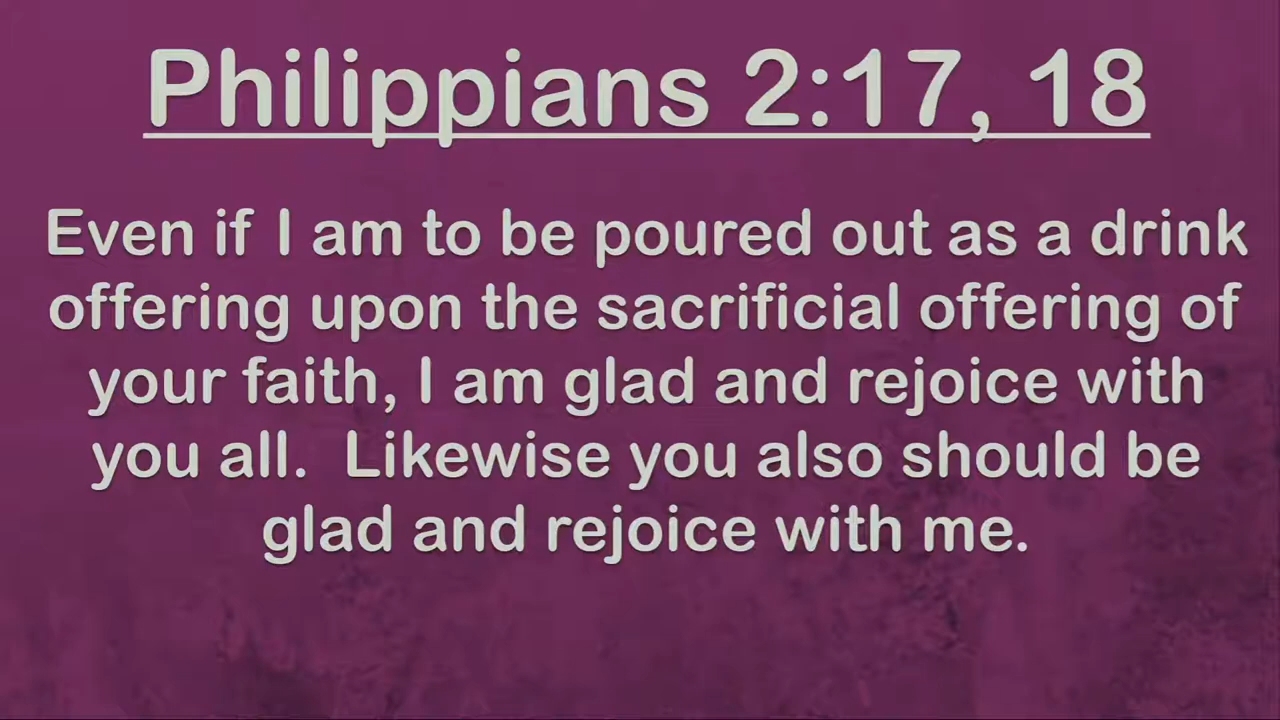 Philippians 2:17, 18
Even if I am to be poured out as a drink
offering upon the sacrificial offering of
your faith, I am glad and rejoice with
you all.  Likewise you also should be
glad and rejoice with me.